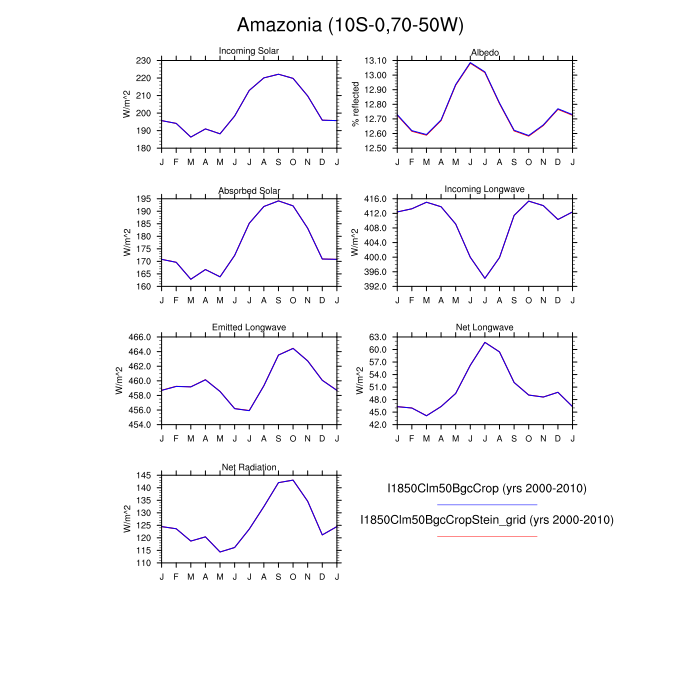 Amazonia (10S-0,70-50W)
Incoming Solar
W/m^2
230
220
210
200
190
180
J F M A M J J A S O N D J
Albedo
% reflected
13.10
13.00
12.90
12.80
12.70
12.60
12.50
J F M A M J J A S O N D J
Absorbed Solar
W/m^2
195
190
185
180
175
170
165
160
J F M A M J J A S O N D J
Incoming Longwave
W/m^2
416.0
412.0
408.0
404.0
400.0
396.0
392.0
J F M A M J J A S O N D J
Emitted Longwave
W/m^2
466.0
464.0
462.0
460.0
458.0
456.0
454.0
J F M A M J J A S O N D J
Net Longwave
W/m^2
63.0
60.0
57.0
54.0
51.0
48.0
45.0
42.0
J F M A M J J A S O N D J
Net Radiation
W/m^2
145
140
135
130
125
120
115
110
J F M A M J J A S O N D J
I1850Clm50BgcCrop (yrs 2000-2010)
I1850Clm50BgcCropStein_grid (yrs 2000-2010)